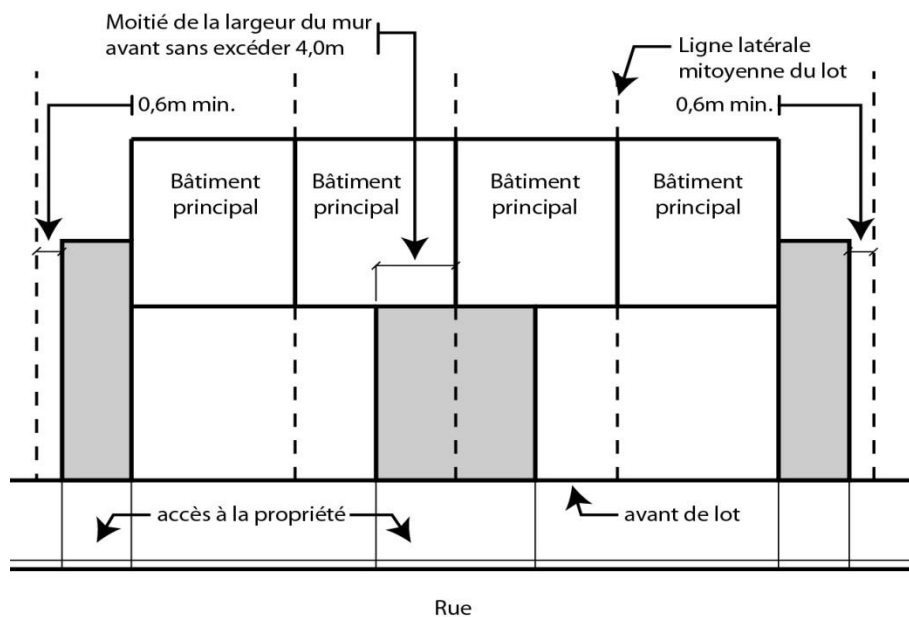 Moitié de la largeur du mur
avant sans excéder 4,0m
Ligne latérale
mitoyenne du lot
0,6m min.
0,6m min.
Bâtiment
principal
Bâtiment
principal
Bâtiment
principal
Bâtiment
principal
accès à la propriété
avant de lot
Rue